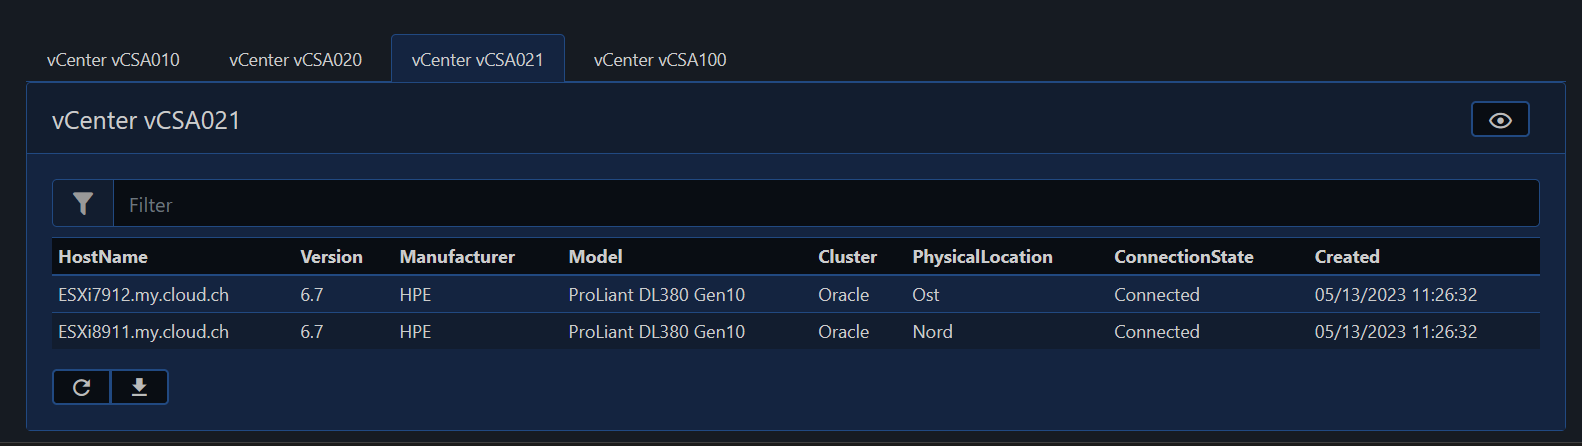 vCenter vCSA010 vCenter vCSA020 vCenter vCSA021 vCenter vCSA100
vCenter vCSA021
Filter
HostName Version Manufacturer Model Cluster PhysicalLocation ConnectionState Created
ESXi7912.my.cloud.ch 6.7 HPE ProLiant DL380 Gen10 Oracle Ost Connected 05/13/2023 11:26:32
ESXi8911.my.cloud.ch 6.7 HPE ProLiant DL380 Gen10 Oracle Nord Connected 05/13/2023 11:26:32